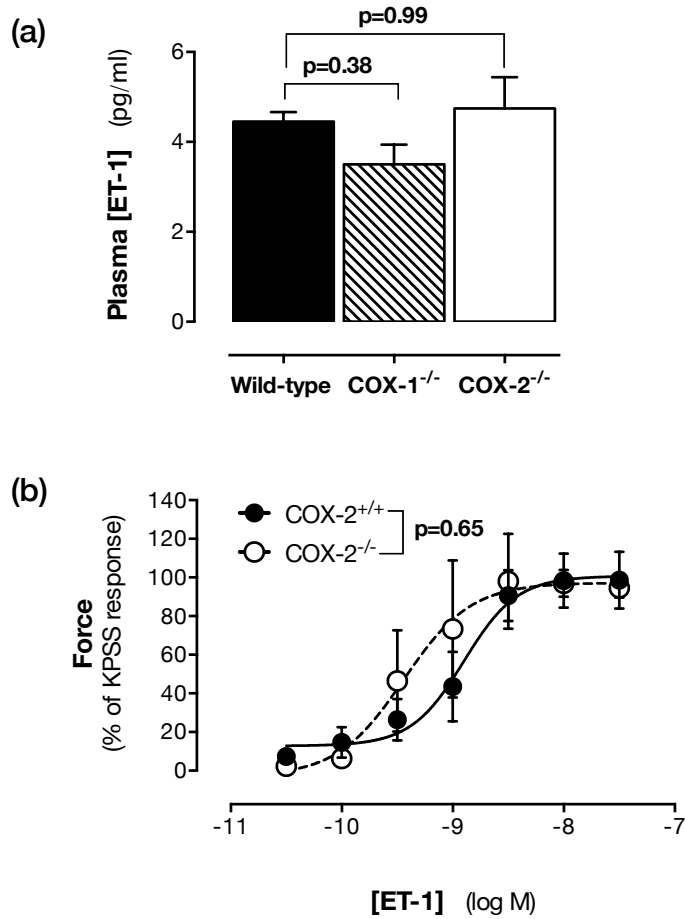 (a)
p=0.99
p=0.38
Plasma [ET-1] (pg/ml)
6
4
2
0
Wild-type COX-1-/- COX-2-/-
(b)
COX-2+/+
COX-2-/-
p=0.65
Force
(% of KPSS response)
140
120
100
80
60
40
20
0
-11 -10 -9 -8 -7
[ET-1] (log M)